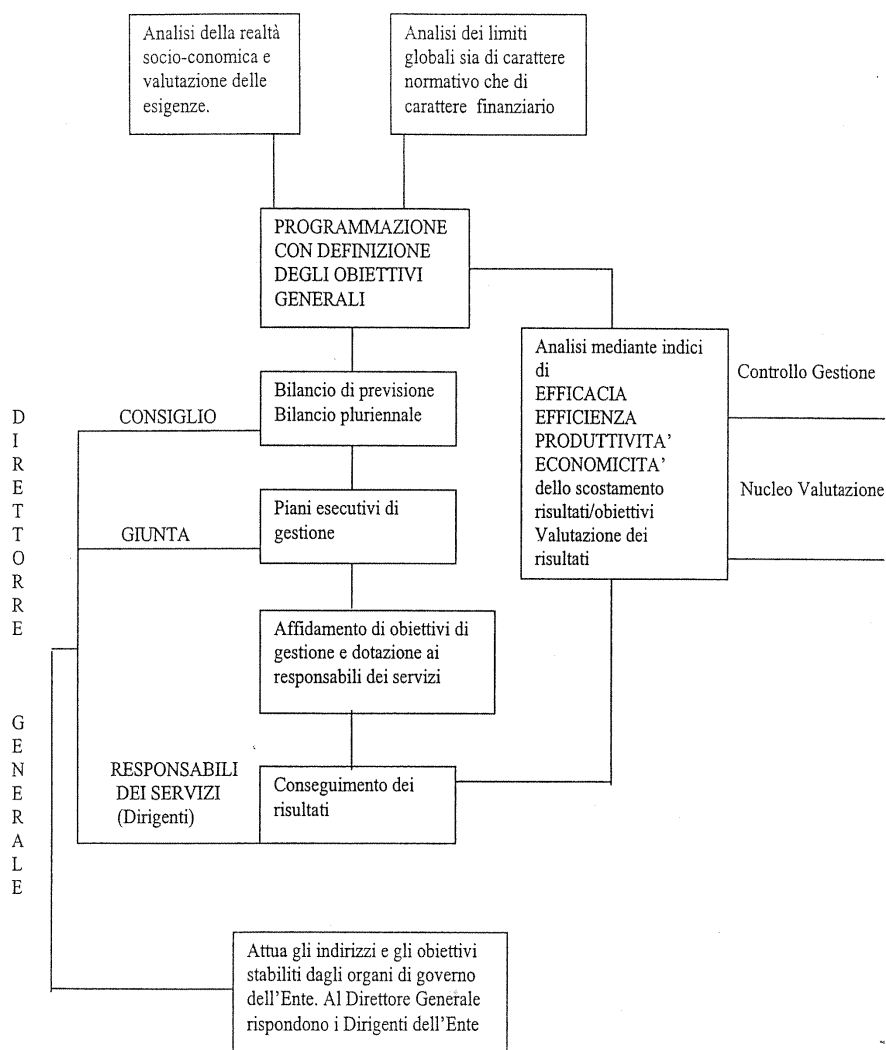 Analisi della realtà
socio-conomica e
valutazione delle
esigenze.
Analisi dei limiti
globali sia di carattere
normativo che di
carattere finanziario
PROGRAMMAZIONE
CON DEFINIZIONE
DEGLI OBIETTIVI
GENERALI
Analisi mediante indici
di
EFFICACIA
EFFICIENZA
PRODUTTIVITA'
ECONOMICITA'
dello scostamento
risultati/obiettivi
Valutazione dei
risultati
Controllo Gestione
Nucleo Valutazione
Bilancio di previsione
Bilancio pluriennale
CONSIGLIO
Piani esecutivi di
gestione
GIUNTA
Affidamento di obiettivi di
gestione e dotazione ai
responsabili dei servizi
RESPONSABILI
DEI SERVIZI
(Dirigenti)
Conseguimento dei
risultati
D
I
R
E
T
T
O
R
R
E
G
E
N
E
R
A
L
E
Attua gli indirizzi e gli obiettivi
stabiliti dagli organi di governo
dell'Ente. Al Direttore Generale
rispondono i Dirigenti dell'Ente